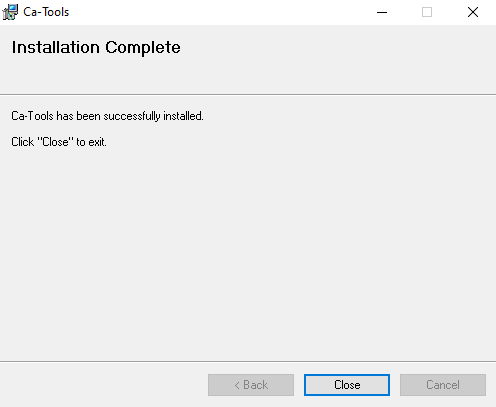 Ca-Tools
Installation Complete
Ca-Tools has been successfully installed.
Click "Close" to exit.
< Back
Close
Cancel